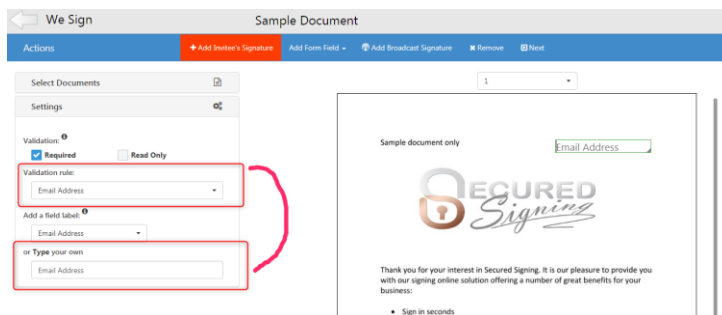 We Sign
Sample Document
Actions
+ Add Invitee's Signature
Add Form Field
Add Broadcast Signature
✖ Remove
Next
Select Documents
Settings
Validation:
Required
Read Only
Validation rule:
Email Address
Add a field label:
Email Address
or Type your own
Email Address
1
Sample document only
Email Address
SECURED
Signing
Thank you for your interest in Secured Signing. It is our pleasure to provide you
with our signing online solution offering a number of great benefits for your
business:
• Sign in seconds